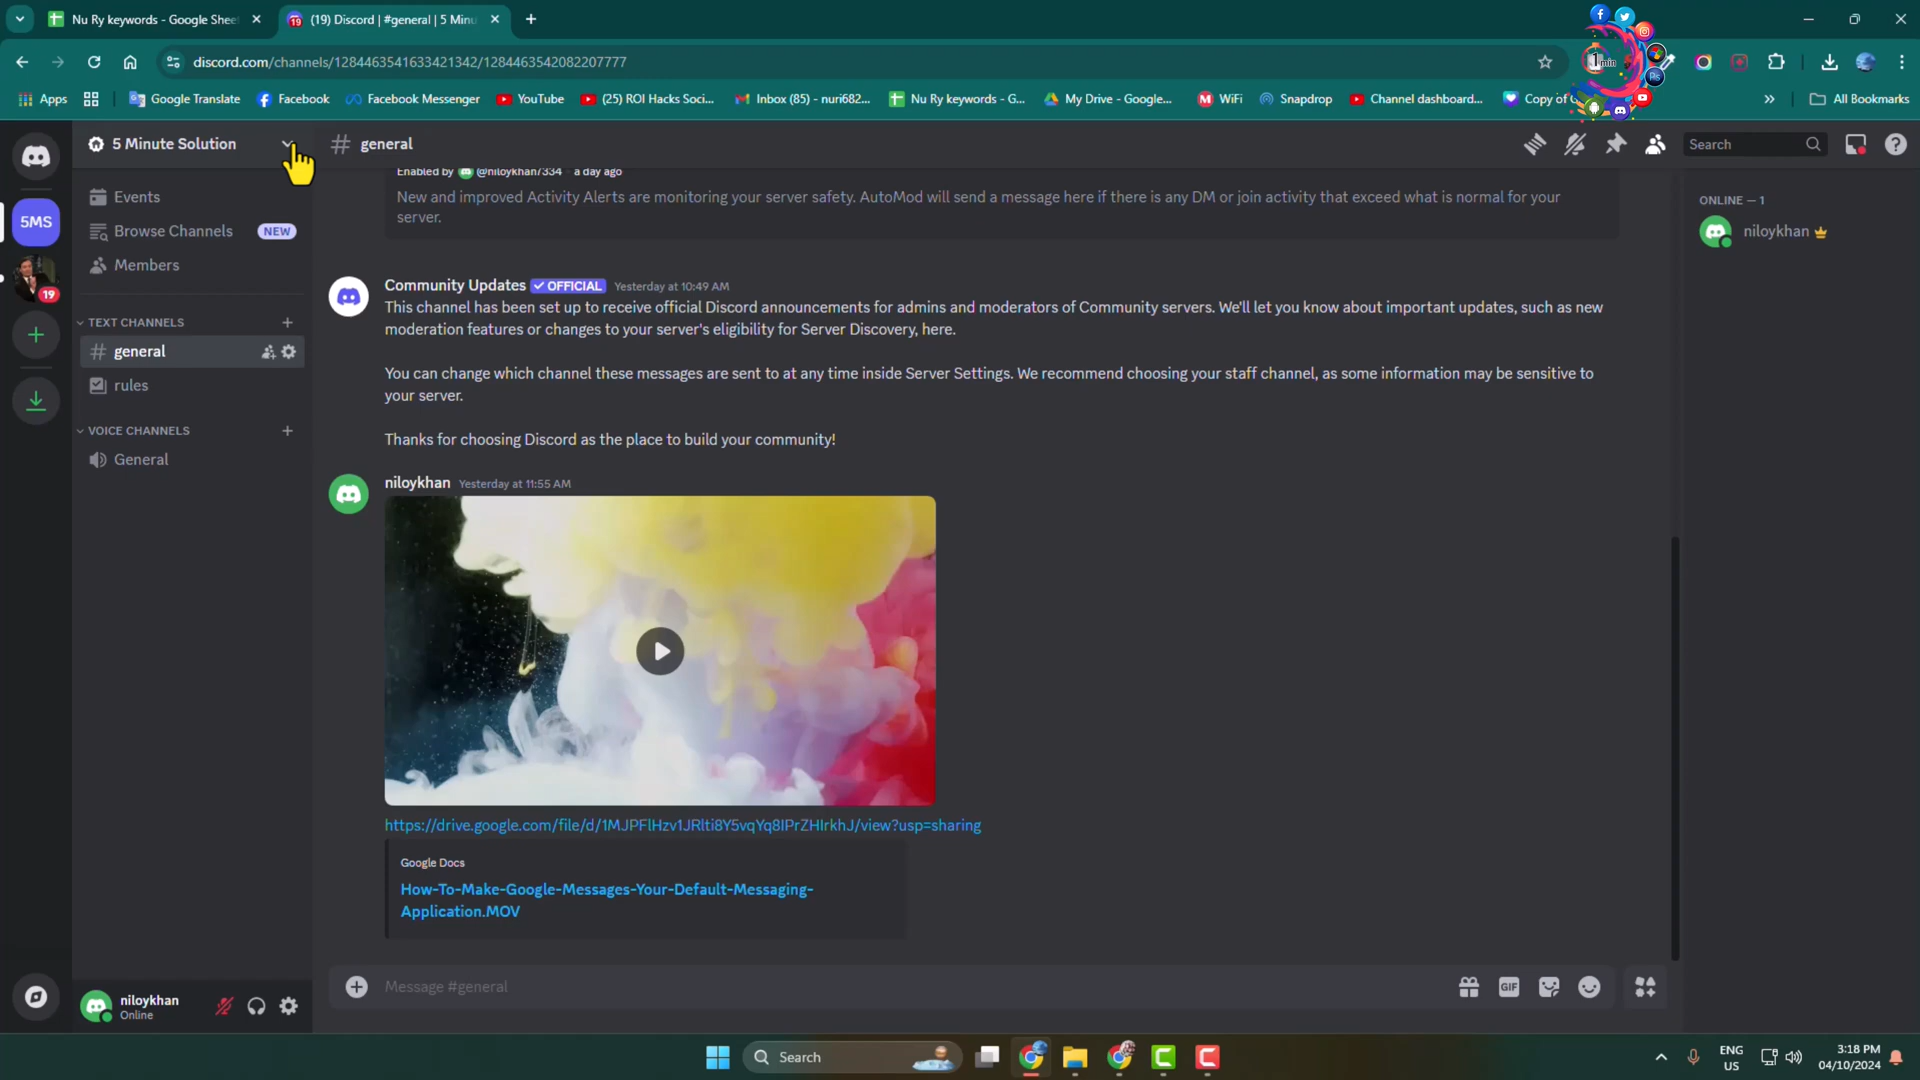 Nu Ry keywords - Google Shee
(19) Discord | #general | 5 Minu
discord.com/channels/1284463541633421342/1284463542082207777
Apps
Google Translate
Facebook
Facebook Messenger
YouTube
(25) ROI Hacks Soci...
Inbox (85) - nuri682...
Nu Ry keywords - G...
My Drive - Google...
WiFi
Snapdrop
Channel dashboard...
Copy of
All Bookmarks
1min
5 Minute Solution
general
Search
Events
Browse Channels NEW
Members
5MS
19
TEXT CHANNELS
general
rules
VOICE CHANNELS
General
Enabled by @niloykhan7334 • a day ago
New and improved Activity Alerts are monitoring your server safety. AutoMod will send a message here if there is any DM or join activity that exceed what is normal for your
server.
Community Updates OFFICIAL Yesterday at 10:49 AM
This channel has been set up to receive official Discord announcements for admins and moderators of Community servers. We'll let you know about important updates, such as new
moderation features or changes to your server's eligibility for Server Discovery, here.
You can change which channel these messages are sent to at any time inside Server Settings. We recommend choosing your staff channel, as some information may be sensitive to
your server.
Thanks for choosing Discord as the place to build your community!
niloykhan Yesterday at 11:55 AM
https://drive.google.com/file/d/1MJPFlHzv1JRlti8Y5vqYq8IPrZHIrkhJ/view?usp=sharing
Google Docs
How-To-Make-Google-Messages-Your-Default-Messaging-
Application.MOV
Message #general
GIF
ONLINE — 1
niloykhan
niloykhan
Online
Search
ENG
US
3:18 PM
04/10/2024